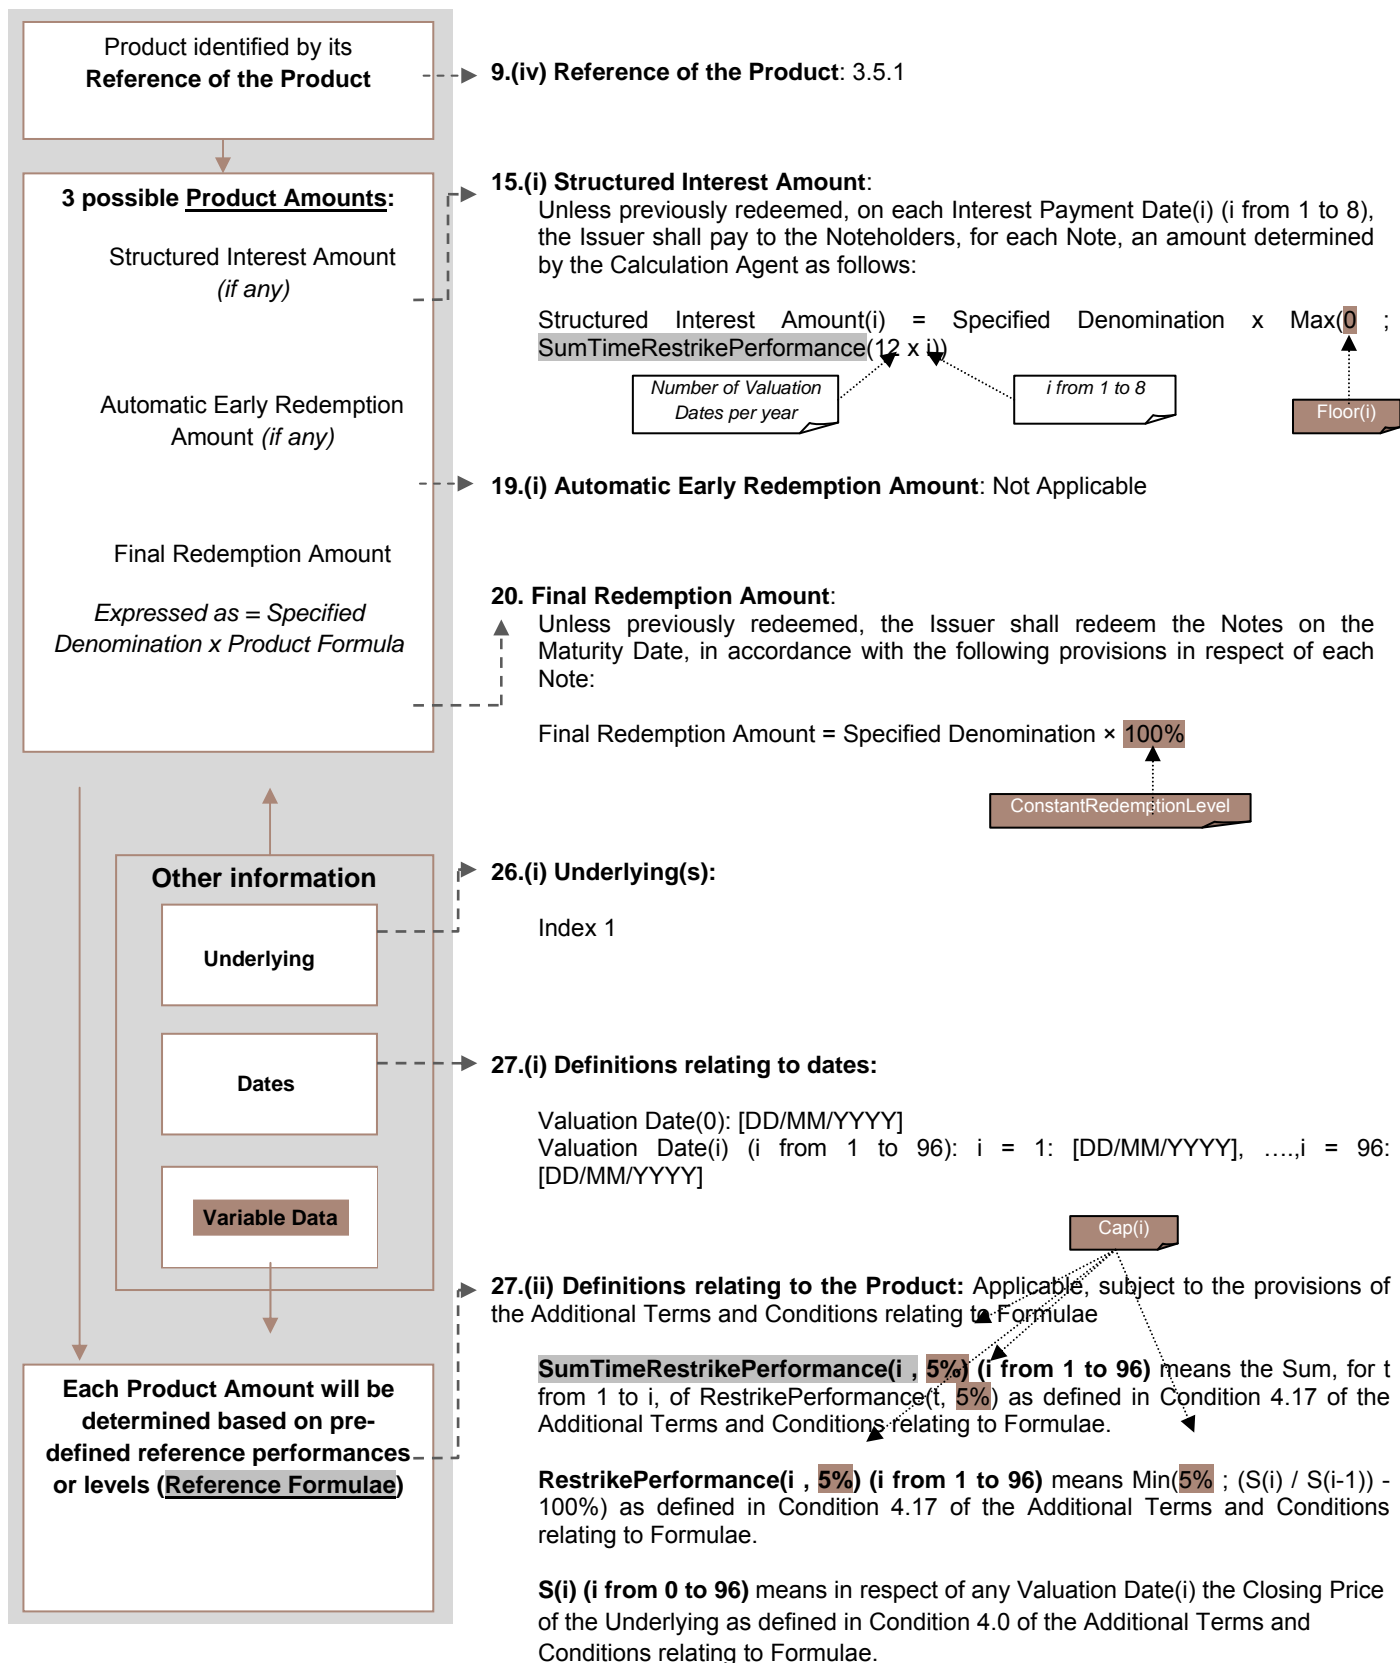 Product identified by its
Reference of the Product
9.(iv) Reference of the Product: 3.5.1
3 possible Product Amounts:
Structured Interest Amount
(if any)
Automatic Early Redemption
Amount (if any)
Final Redemption Amount
Expressed as = Specified
Denomination x Product Formula
15.(i) Structured Interest Amount:
Unless previously redeemed, on each Interest Payment Date(i) (i from 1 to 8),
the Issuer shall pay to the Noteholders, for each Note, an amount determined
by the Calculation Agent as follows:
Structured Interest Amount(i) = Specified Denomination x Max(0 ;
SumTimeRestrikePerformance(12 x i))
Number of Valuation
Dates per year
i from 1 to 8
Floor(i)
19.(i) Automatic Early Redemption Amount: Not Applicable
20. Final Redemption Amount:
Unless previously redeemed, the Issuer shall redeem the Notes on the
Maturity Date, in accordance with the following provisions in respect of each
Note:
Final Redemption Amount = Specified Denomination × 100%
ConstantRedemptionLevel
Other information
Underlying
Dates
Variable Data
26.(i) Underlying(s):
Index 1
27.(i) Definitions relating to dates:
Valuation Date(0): [DD/MM/YYYY]
Valuation Date(i) (i from 1 to 96): i = 1: [DD/MM/YYYY], ….,i = 96:
[DD/MM/YYYY]
Cap(i)
27.(ii) Definitions relating to the Product: Applicable, subject to the provisions of
the Additional Terms and Conditions relating to Formulae
Each Product Amount will be
determined based on pre-
defined reference performances
or levels (Reference Formulae)
SumTimeRestrikePerformance(i , 5%) (i from 1 to 96) means the Sum, for t
from 1 to i, of RestrikePerformance(t, 5%) as defined in Condition 4.17 of the
Additional Terms and Conditions relating to Formulae.
RestrikePerformance(i , 5%) (i from 1 to 96) means Min(5% ; (S(i) / S(i-1)) -
100%) as defined in Condition 4.17 of the Additional Terms and Conditions
relating to Formulae.
S(i) (i from 0 to 96) means in respect of any Valuation Date(i) the Closing Price
of the Underlying as defined in Condition 4.0 of the Additional Terms and
Conditions relating to Formulae.